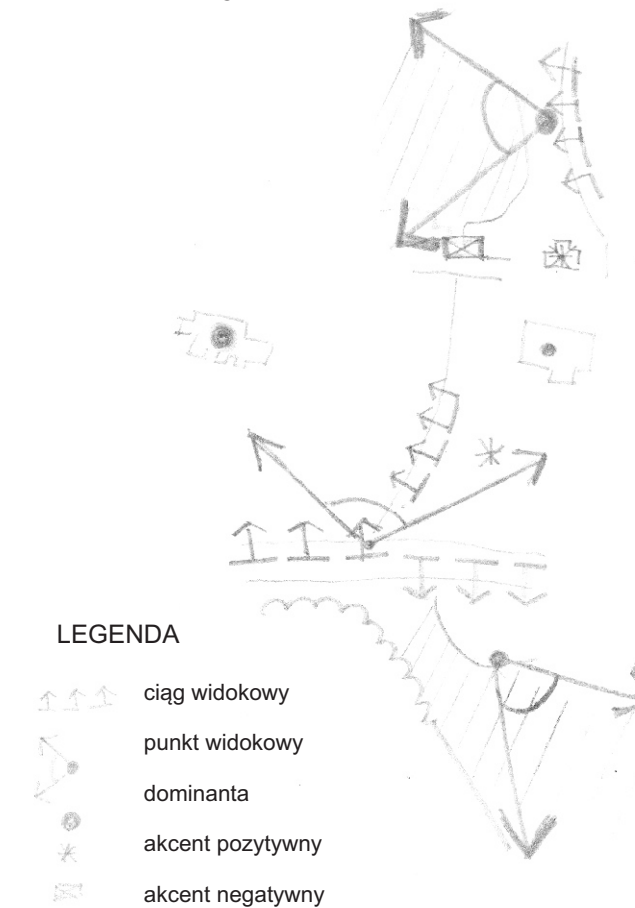 LEGENDA
ciąg widokowy
punkt widokowy
dominanta
akcent pozytywny
akcent negatywny